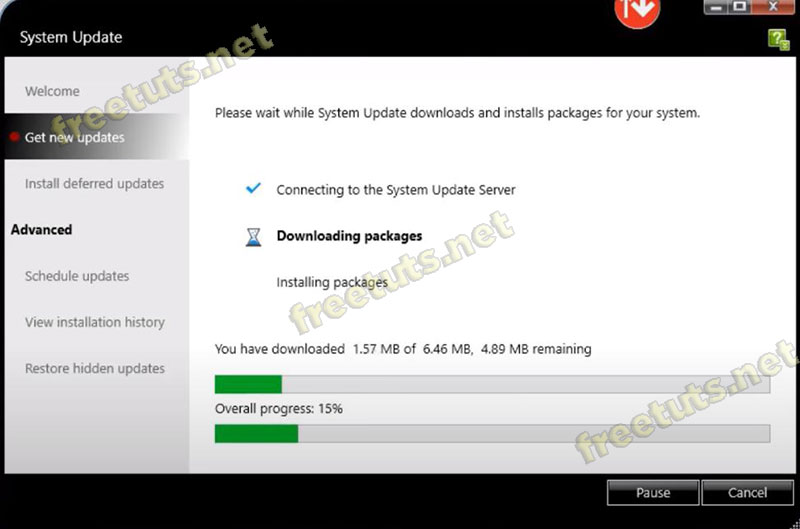 System Update
Welcome
Get new updates
Install deferred updates
Advanced
Schedule updates
View installation history
Restore hidden updates
Please wait while System Update downloads and installs packages for your system.
Connecting to the System Update Server
Downloading packages
Installing packages
You have downloaded 1.57 MB of 6.46 MB, 4.89 MB remaining
Overall progress: 15%
Pause
Cancel
freetuts.net
freetuts.net
freetuts.net